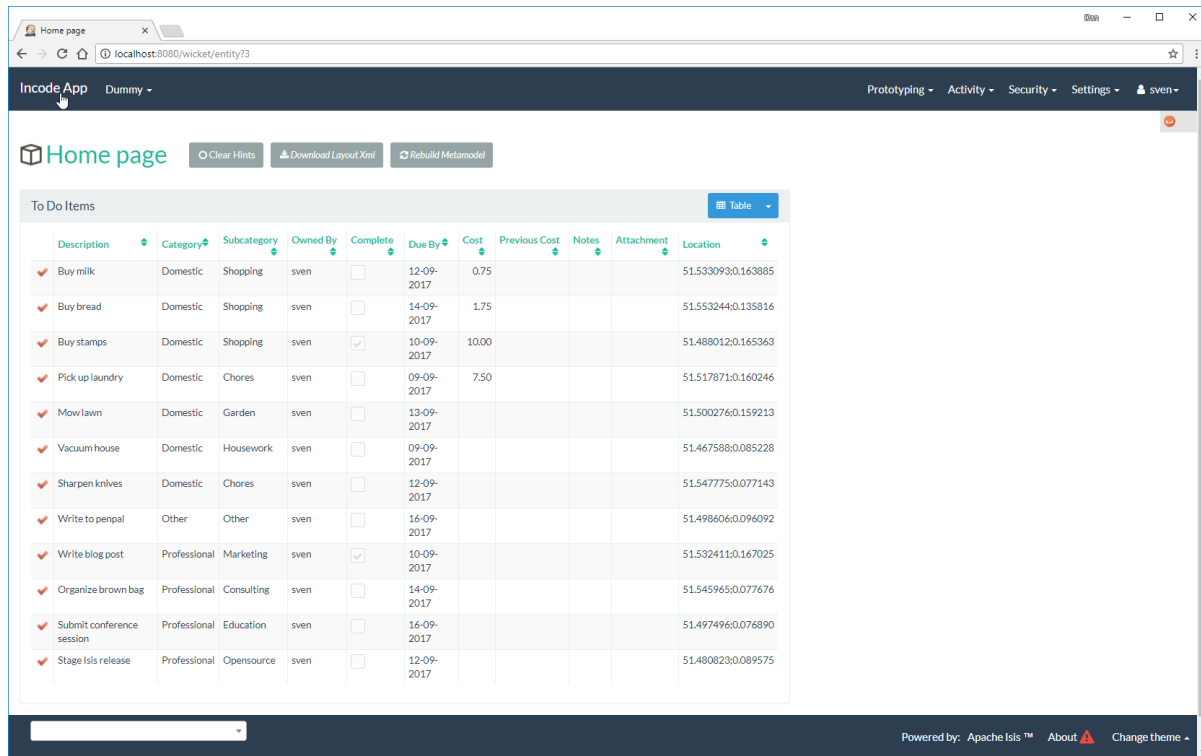 Home page
Dan
localhost:8080/wicket/entity?3
Incode App Dummy Prototyping Activity Security Settings sven
Home page Clear Hints Download Layout Xml Rebuild Metamodel
To Do Items Table
Description Category Subcategory Owned By Complete Due By Cost Previous Cost Notes Attachment Location
Buy milk Domestic Shopping sven 12-09- 0.75 51.533093;0.163885
2017
Buy bread Domestic Shopping sven 14-09- 1.75 51.553244;0.135816
2017
Buy stamps Domestic Shopping sven 10-09- 10.00 51.488012;0.165363
2017
Pick up laundry Domestic Chores sven 09-09- 7.50 51.517871;0.160246
2017
Mow lawn Domestic Garden sven 13-09- 51.500276;0.159213
2017
Vacuum house Domestic Housework sven 09-09- 51.467588;0.085228
2017
Sharpen knives Domestic Chores sven 12-09- 51.547775;0.077143
2017
Write to penpal Other Other sven 16-09- 51.498606;0.096092
2017
Write blog post Professional Marketing sven 10-09- 51.532411;0.167025
2017
Organize brown bag Professional Consulting sven 14-09- 51.545965;0.077676
2017
Submit conference Professional Education sven 16-09- 51.497496;0.076890
session 2017
Stage Isis release Professional Opensource sven 12-09- 51.480823;0.089575
2017
Powered by: Apache Isis ™ About Change theme